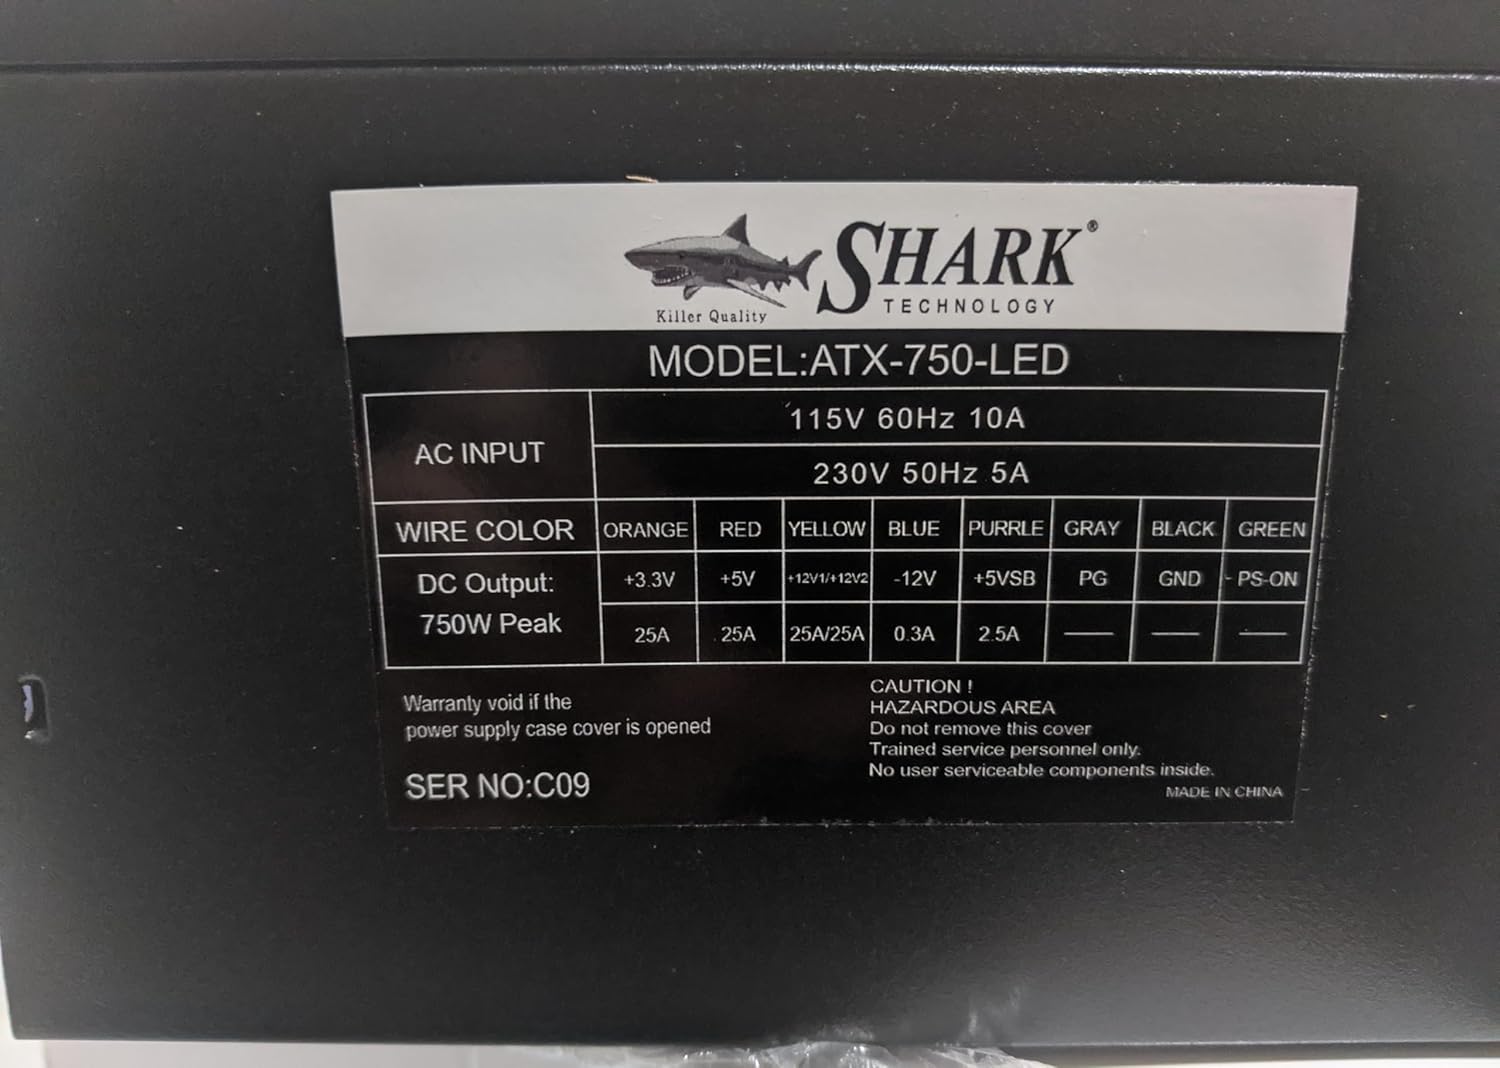 SHARK®
TECHNOLOGY
Killer Quality
MODEL:ATX-750-LED
AC INPUT
115V 60Hz 10A
230V 50Hz 5A
WIRE COLOR ORANGE RED YELLOW BLUE PURRLE GRAY BLACK GREEN
DC Output:
750W Peak
+3.3V +5V +12V1/+12V2 -12V +5VSB PG GND PS-ON
25A 25A 25A/25A 0.3A 2.5A — — —
Warranty void if the
power supply case cover is opened
SER NO:C09
CAUTION !
HAZARDOUS AREA
Do not remove this cover
Trained service personnel only.
No user serviceable components inside.
MADE IN CHINA